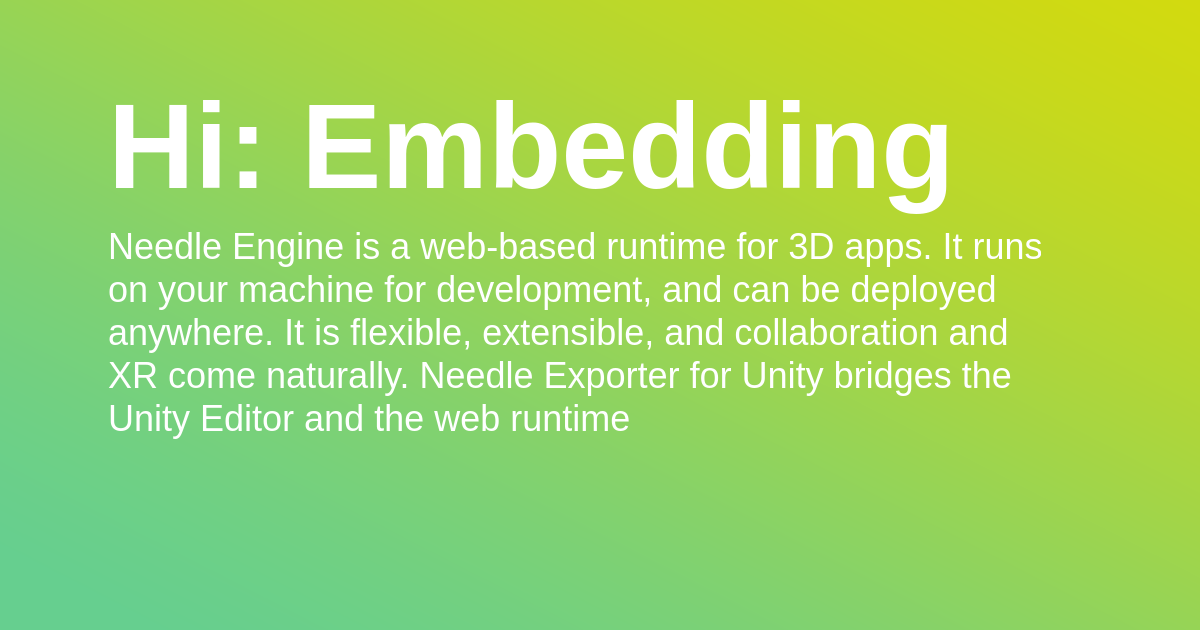 Hi: Embedding
Needle Engine is a web-based runtime for 3D apps. It runs
on your machine for development, and can be deployed
anywhere. It is flexible, extensible, and collaboration and
XR come naturally. Needle Exporter for Unity bridges the
Unity Editor and the web runtime